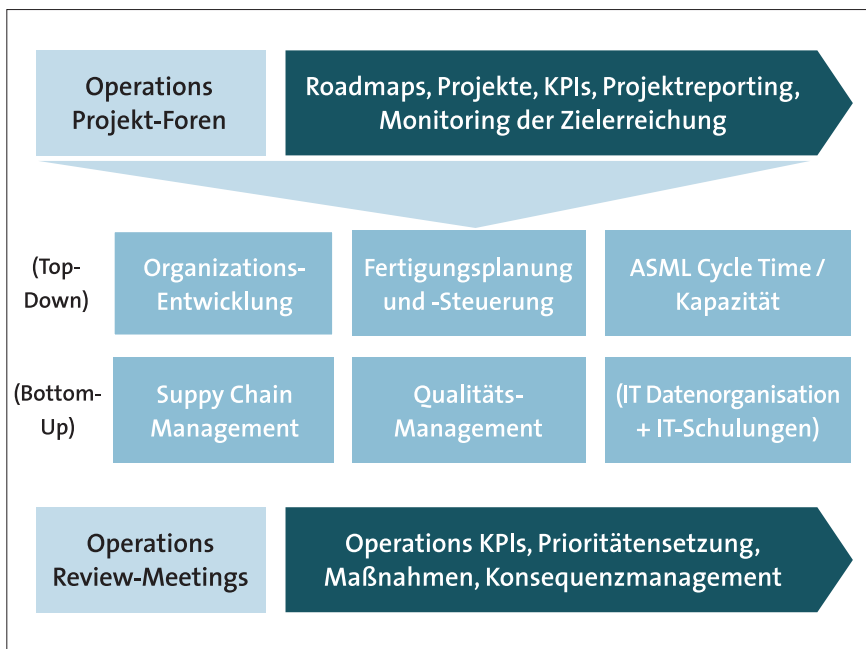 Operations
Projekt-Foren
Roadmaps, Projekte, KPIs, Projektreporting,
Monitoring der Zielerreichung
(Top-
Down)
Organizations-
Entwicklung
Fertigungsplanung
und -Steuerung
ASML Cycle Time /
Kapazität
(Bottom-
Up)
Suppy Chain
Management
Qualitäts-
Management
(IT Datenorganisation
+ IT-Schulungen)
Operations
Review-Meetings
Operations KPIs, Prioritätensetzung,
Maßnahmen, Konsequenzmanagement